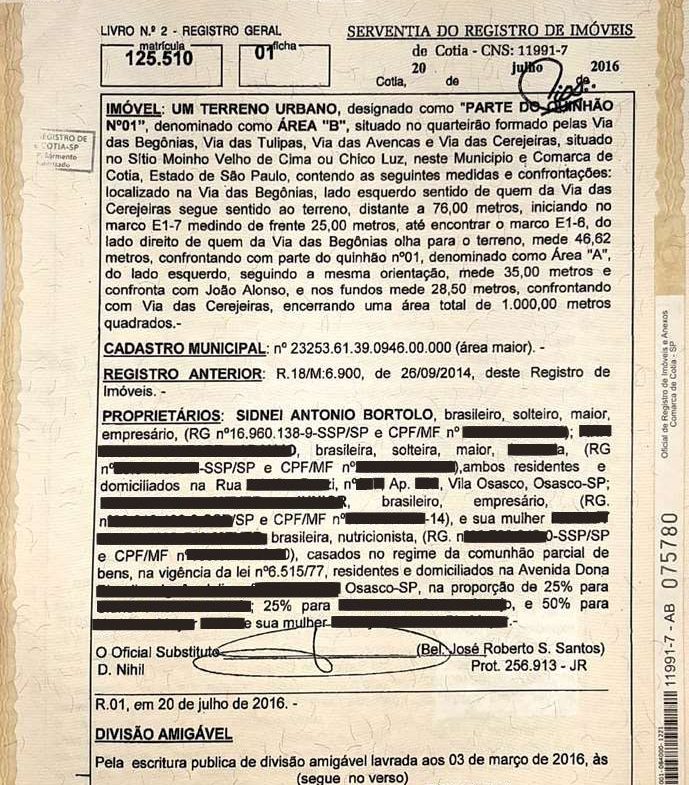 LIVRO N.º 2 - REGISTRO GERAL
SERVENTIA DO REGISTRO DE IMÓVEIS
de Cotia - CNS: 11991-7
matrícula
125.510
ficha
01
Cotia, 20 de julho de 2016
IMÓVEL: UM TERRENO URBANO, designado como "PARTE DO QUINHÃO
Nº01", denominado como ÁREA "B", situado no quarteirão formado pelas Via
das Begônias, Via das Tulipas, Via das Avencas e Via das Cerejeiras, situado
no Sítio Moinho Velho de Cima ou Chico Luz, neste Municipio e Comarca de
Cotia, Estado de São Paulo, contendo as seguintes medidas e confrontações:
localizado na Via das Begônias, lado esquerdo sentido de quem da Via das
Cerejeiras segue sentido ao terreno, distante a 76,00 metros, iniciando no
marco E1-7 medindo de frente 25,00 metros, até encontrar o marco E1-6, do
lado direito de quem da Via das Begônias olha para o terreno, mede 46,62
metros, confrontando com parte do quinhão nº01, denominado como Área "A",
do lado esquerdo, seguindo a mesma orientação, mede 35,00 metros e
confronta com João Alonso, e nos fundos mede 28,50 metros, confrontando
com Via das Cerejeiras, encerrando uma área total de 1.000,00 metros
quadrados.-
CADASTRO MUNICIPAL: nº 23253.61.39.0946.00.000 (área maior). -
REGISTRO ANTERIOR: R.18/M:6.900, de 26/09/2014, deste Registro de
Imóveis. -
PROPRIETÁRIOS: SIDNEI ANTONIO BORTOLO, brasileiro, solteiro, maior,
empresário, (RG nº16.960.138-9-SSP/SP e CPF/MF nº );
, brasileira, solteira, maior, , (RG
nº -SSP/SP e CPF/MF nº ),ambos residentes e
domiciliados na Rua , nº Ap. , Vila Osasco, Osasco-SP;
, brasileiro, empresário, (RG.
n /SP e CPF/MF nº -14), e sua mulher
brasileira, nutricionista, (RG. nº 0-SSP/SP
e CPF/MF nº ), casados no regime da comunhão parcial de
bens, na vigência da lei nº6.515/77, residentes e domiciliados na Avenida Dona
Osasco-SP, na proporção de 25% para
; 25% para , e 50% para
e sua mulher .-
O Oficial Substituto
(Bel. José Roberto S. Santos)
D. Nihil
Prot. 256.913 - JR
R.01, em 20 de julho de 2016. -
DIVISÃO AMIGÁVEL
Pela escritura publica de divisão amigável lavrada aos 03 de março de 2016, às
(segue no verso)
Oficial de Registro de Imóveis e Anexos
Comarca de Cotia - SP
11991-7 - AB 075780